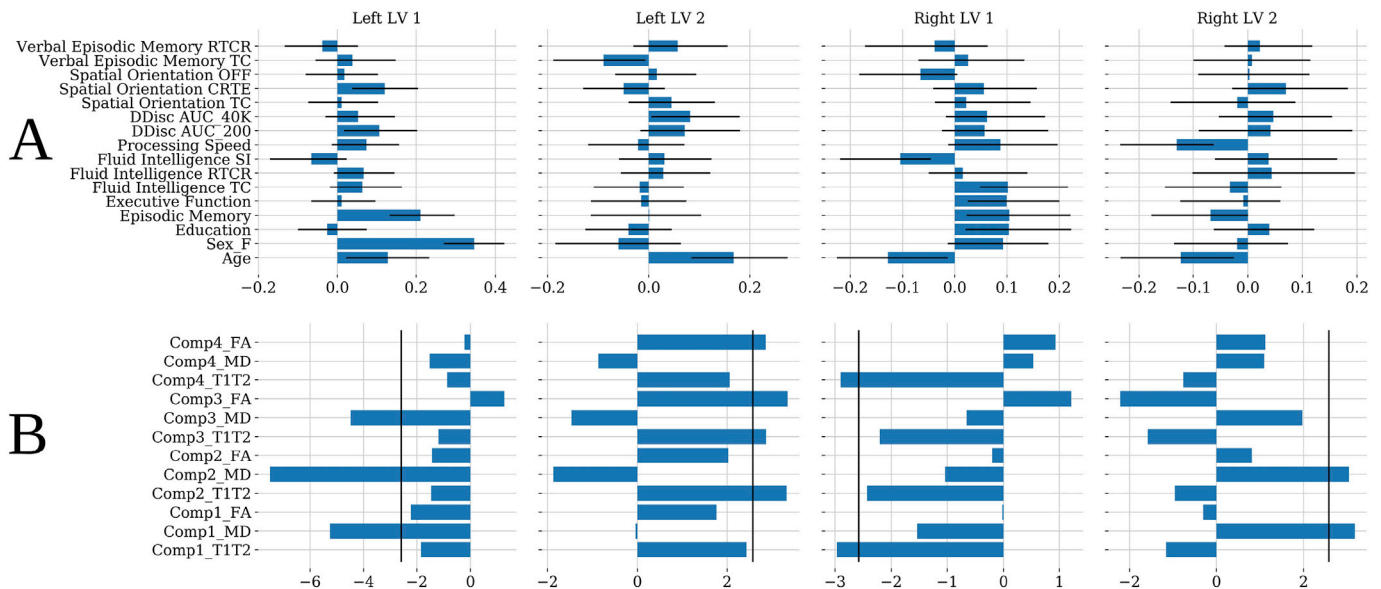 Left LV 1 Left LV 2 Right LV 1 Right LV 2
A
Verbal Episodic Memory RTCR
Verbal Episodic Memory TC
Spatial Orientation OFF
Spatial Orientation CRTE
Spatial Orientation TC
DDisc AUC_40K
DDisc AUC_200
Processing Speed
Fluid Intelligence SI
Fluid Intelligence RTCR
Fluid Intelligence TC
Executive Function
Episodic Memory
Education
Sex_F
Age
−0.2 0.0 0.2 0.4 −0.2 0.0 0.2 −0.2 −0.1 0.0 0.1 0.2 −0.2 −0.1 0.0 0.1 0.2
B
Comp4_FA
Comp4_MD
Comp4_T1T2
Comp3_FA
Comp3_MD
Comp3_T1T2
Comp2_FA
Comp2_MD
Comp2_T1T2
Comp1_FA
Comp1_MD
Comp1_T1T2
−6 −4 −2 0 −2 0 2 −3 −2 −1 0 1 −2 0 2